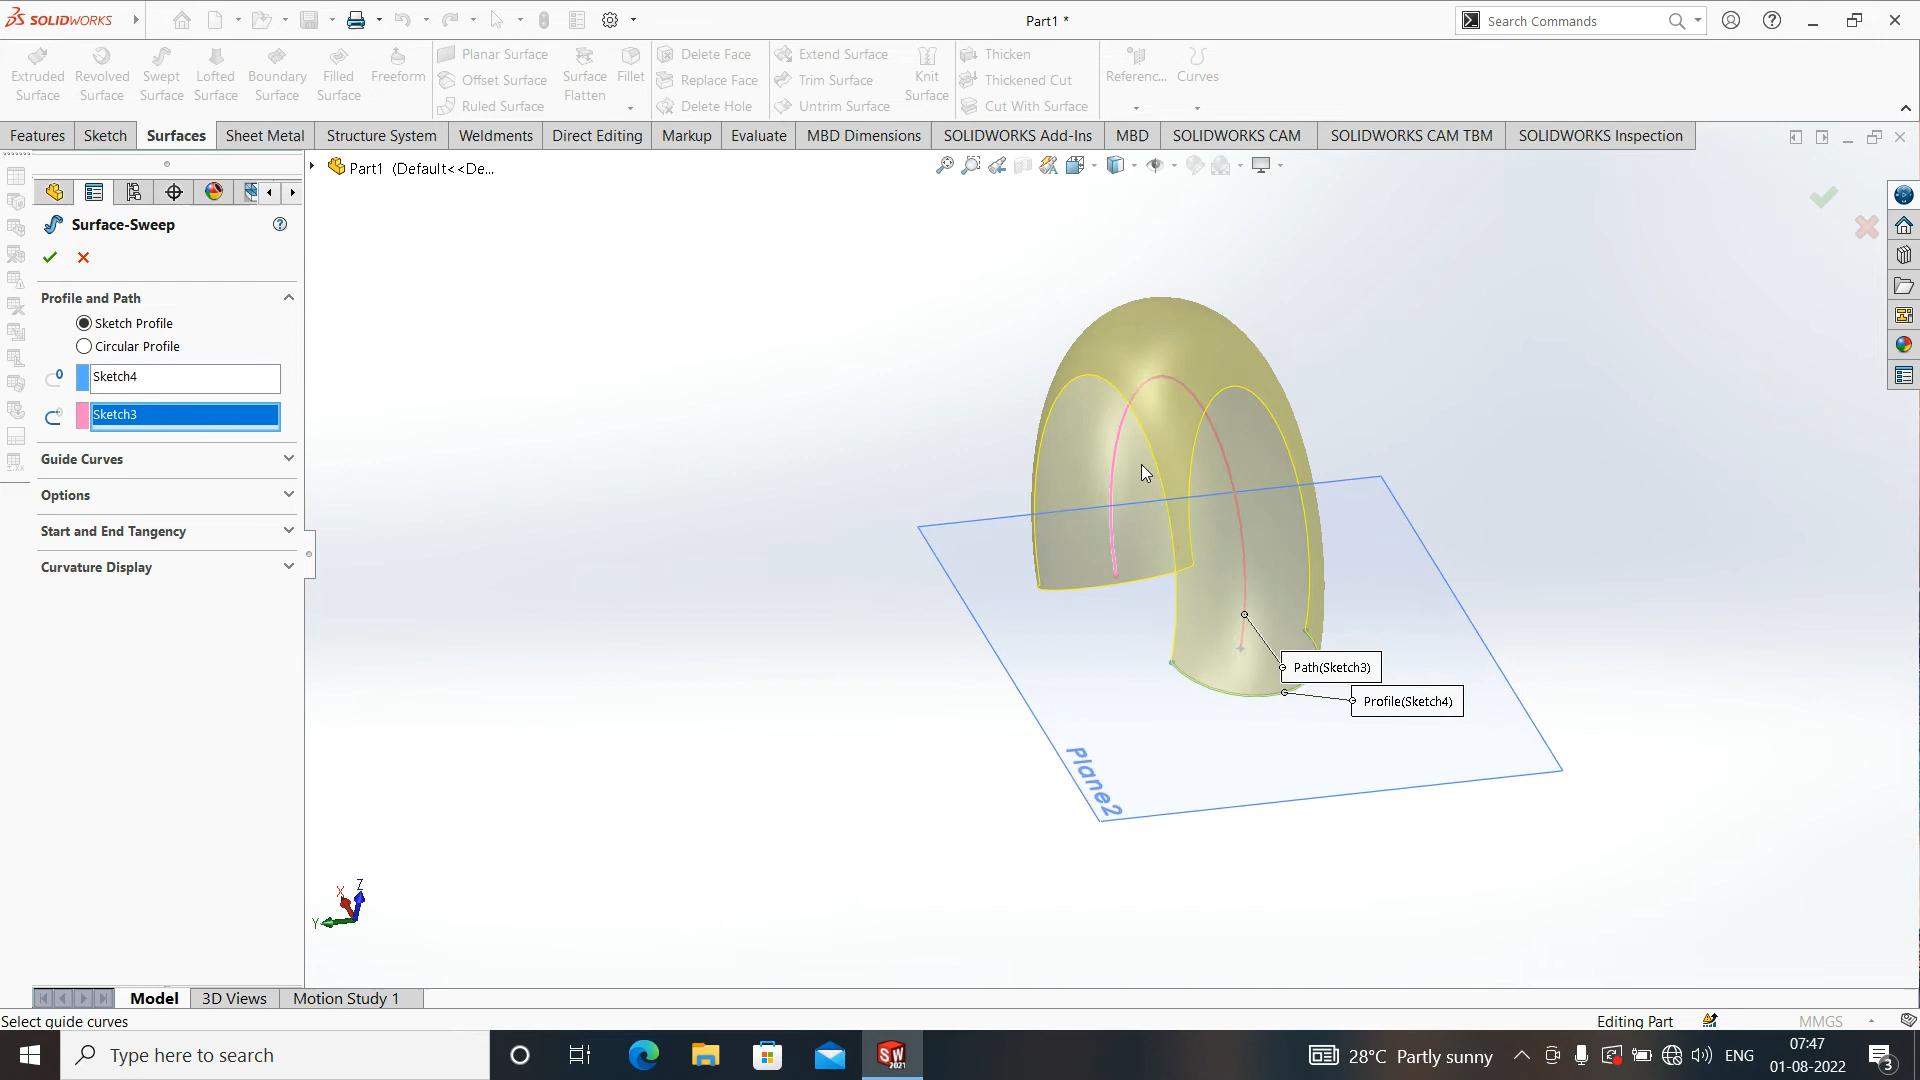 SOLIDWORKS
Part1 *
Search Commands
Extruded Surface
Revolved Surface
Swept Surface
Lofted Surface
Boundary Surface
Filled Surface
Freeform
Planar Surface
Offset Surface
Ruled Surface
Surface Flatten
Fillet
Delete Face
Replace Face
Delete Hole
Extend Surface
Trim Surface
Untrim Surface
Knit Surface
Thicken
Thickened Cut
Cut With Surface
Referenc...
Curves
Features
Sketch
Surfaces
Sheet Metal
Structure System
Weldments
Direct Editing
Markup
Evaluate
MBD Dimensions
SOLIDWORKS Add-Ins
MBD
SOLIDWORKS CAM
SOLIDWORKS CAM TBM
SOLIDWORKS Inspection
Part1 (Default<<De...
Surface-Sweep
Profile and Path
Sketch Profile
Circular Profile
Sketch4
Sketch3
Guide Curves
Options
Start and End Tangency
Curvature Display
Path(Sketch3)
Profile(Sketch4)
Plane2
X
Z
Y
Model
3D Views
Motion Study 1
Select guide curves
Editing Part
MMGS
Type here to search
SW
2021
28°C Partly sunny
ENG
07:47
01-08-2022
3